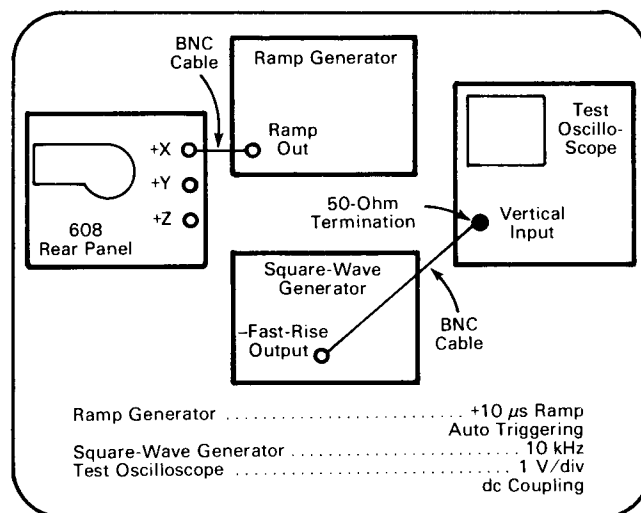 BNC
Cable
Ramp Generator
Ramp
Out
+X
+Y
+Z
608
Rear Panel
Test
Oscillo-
Scope
50-Ohm
Termination
Vertical
Input
Square-Wave
Generator
–Fast-Rise
Output
BNC
Cable
Ramp Generator ............................ +10 µs Ramp
Auto Triggering
Square-Wave Generator ............................ 10 kHz
Test Oscilloscope ............................ 1 V/div
dc Coupling